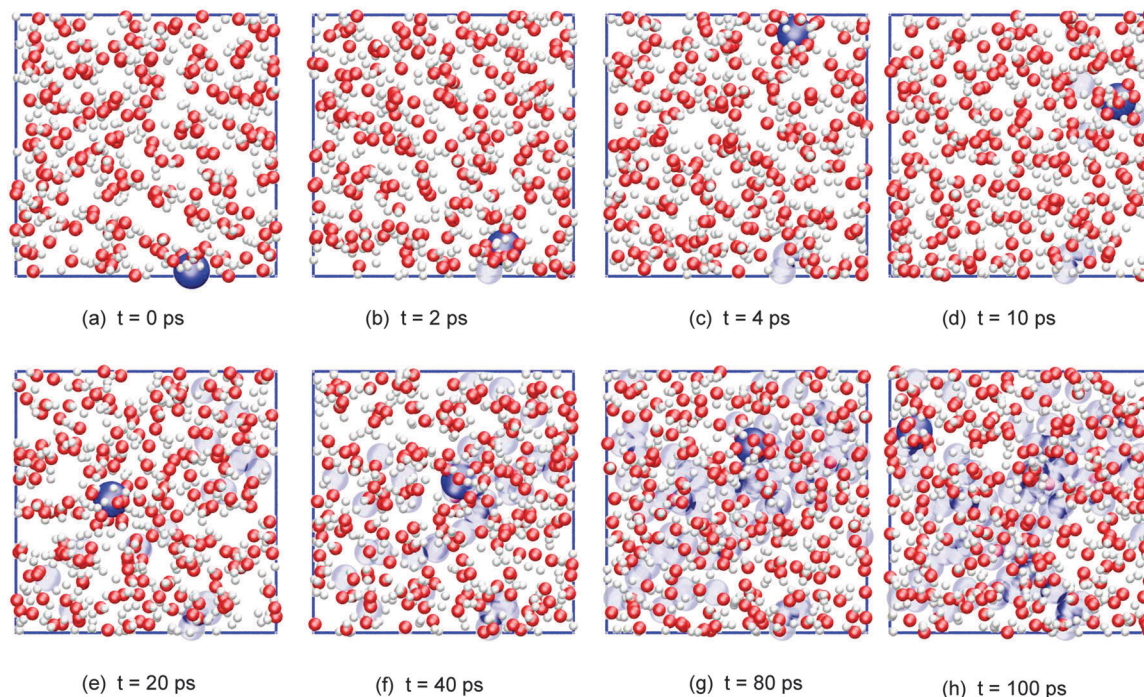 (a) t = 0 ps
(b) t = 2 ps
(c) t = 4 ps
(d) t = 10 ps
(e) t = 20 ps
(f) t = 40 ps
(g) t = 80 ps
(h) t = 100 ps